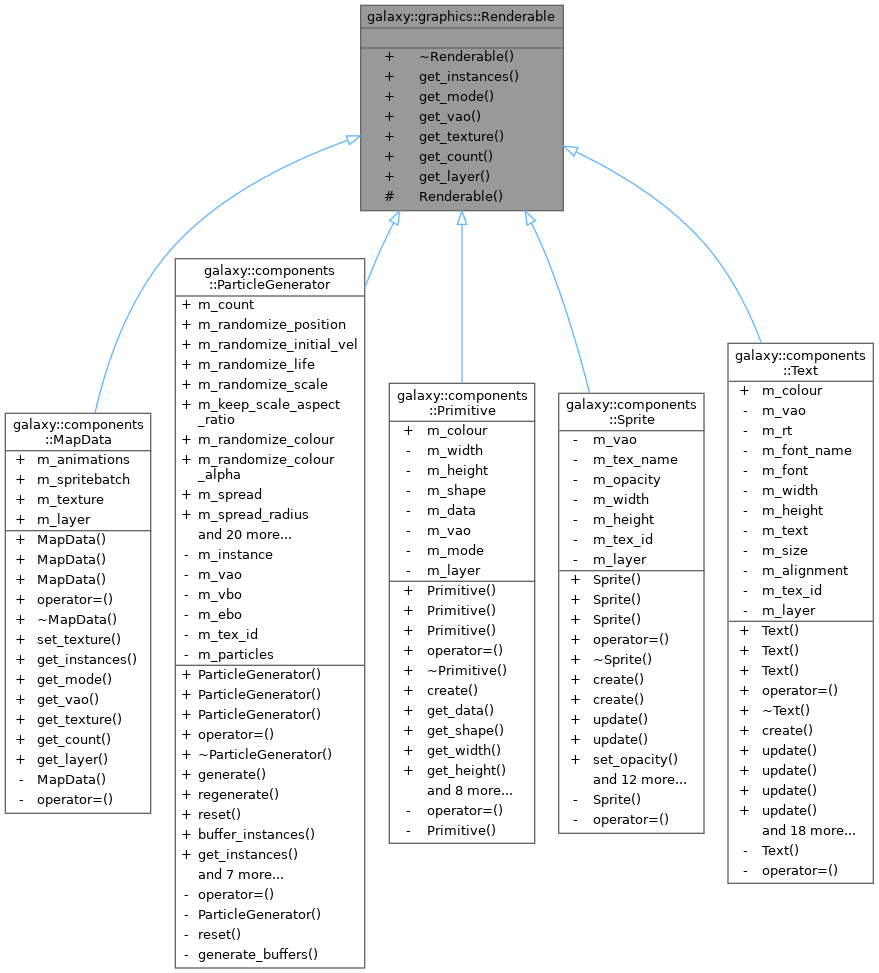 galaxy::graphics::Renderable
+ ~Renderable()
+ get_instances()
+ get_mode()
+ get_vao()
+ get_texture()
+ get_count()
+ get_layer()
# Renderable()
galaxy::components
::MapData
+ m_animations
+ m_spritebatch
+ m_texture
+ m_layer
+ MapData()
+ MapData()
+ MapData()
+ operator=()
+ ~MapData()
+ set_texture()
+ get_instances()
+ get_mode()
+ get_vao()
+ get_texture()
+ get_count()
+ get_layer()
- MapData()
- operator=()
galaxy::components
::ParticleGenerator
+ m_count
+ m_randomize_position
+ m_randomize_initial_vel
+ m_randomize_life
+ m_randomize_scale
+ m_keep_scale_aspect
_ratio
+ m_randomize_colour
+ m_randomize_colour
_alpha
+ m_spread
+ m_spread_radius
and 20 more...
- m_instance
- m_vao
- m_vbo
- m_ebo
- m_tex_id
- m_particles
+ ParticleGenerator()
+ ParticleGenerator()
+ ParticleGenerator()
+ operator=()
+ ~ParticleGenerator()
+ generate()
+ regenerate()
+ reset()
+ buffer_instances()
+ get_instances()
and 7 more...
- operator=()
- ParticleGenerator()
- reset()
- generate_buffers()
galaxy::components
::Primitive
+ m_colour
- m_width
- m_height
- m_shape
- m_data
- m_vao
- m_mode
- m_layer
+ Primitive()
+ Primitive()
+ Primitive()
+ operator=()
+ ~Primitive()
+ create()
+ get_data()
+ get_shape()
+ get_width()
+ get_height()
and 8 more...
- operator=()
- Primitive()
galaxy::components
::Sprite
- m_vao
- m_tex_name
- m_opacity
- m_width
- m_height
- m_tex_id
- m_layer
+ Sprite()
+ Sprite()
+ Sprite()
+ operator=()
+ ~Sprite()
+ create()
+ create()
+ update()
+ update()
+ set_opacity()
and 12 more...
- Sprite()
- operator=()
galaxy::components
::Text
+ m_colour
- m_vao
- m_rt
- m_font_name
- m_font
- m_width
- m_height
- m_text
- m_size
- m_alignment
- m_tex_id
- m_layer
+ Text()
+ Text()
+ Text()
+ operator=()
+ ~Text()
+ create()
+ update()
+ update()
+ update()
+ update()
and 18 more...
- Text()
- operator=()